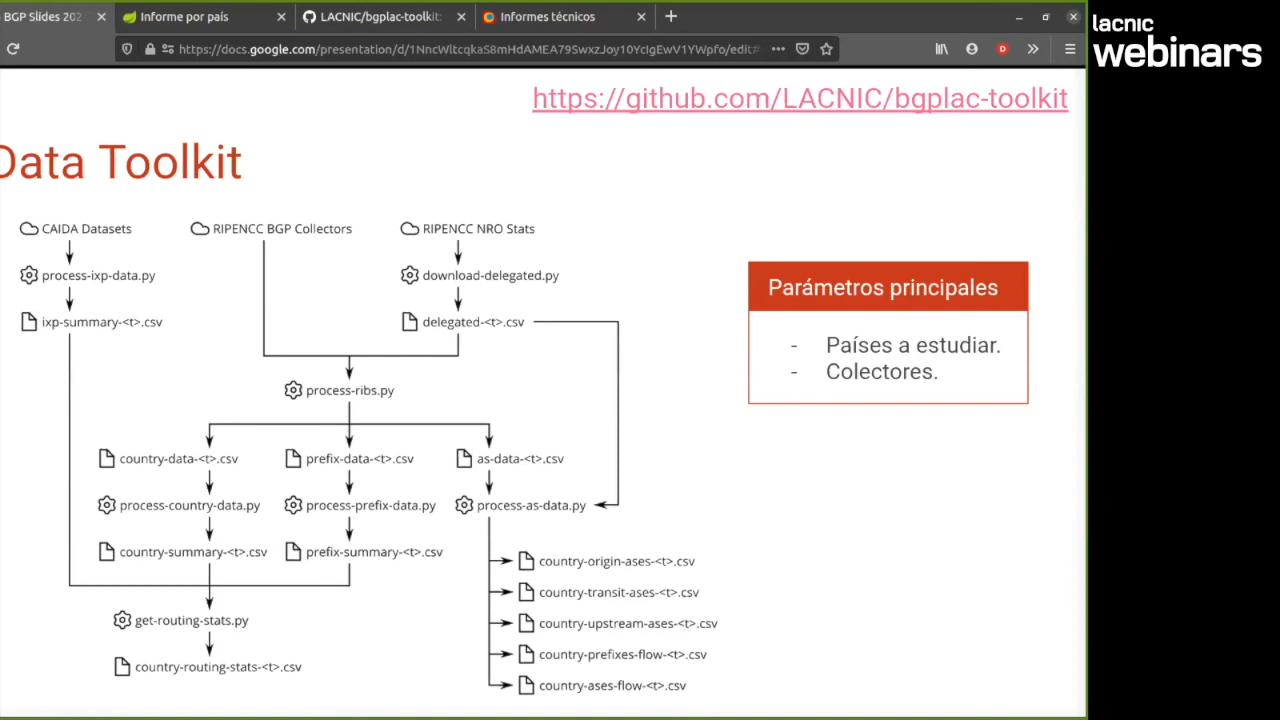 BGP Slides 202
Informe por país
LACNIC/bgplac-toolkit:
Informes técnicos
https://docs.google.com/presentation/d/1NncWltcqkaS8mHdAMEA79SwxzJoy10YcIgEwV1YWpfo/edit#
lacnic
webinars
https://github.com/LACNIC/bgplac-toolkit
Data Toolkit
CAIDA Datasets
RIPENCC BGP Collectors
RIPENCC NRO Stats
process-ixp-data.py
download-delegated.py
ixp-summary-<t>.csv
delegated-<t>.csv
Parámetros principales
- Países a estudiar.
- Colectores.
process-ribs.py
country-data-<t>.csv
prefix-data-<t>.csv
as-data-<t>.csv
process-country-data.py
process-prefix-data.py
process-as-data.py
country-summary-<t>.csv
prefix-summary-<t>.csv
country-origin-ases-<t>.csv
country-transit-ases-<t>.csv
get-routing-stats.py
country-upstream-ases-<t>.csv
country-prefixes-flow-<t>.csv
country-routing-stats-<t>.csv
country-ases-flow-<t>.csv